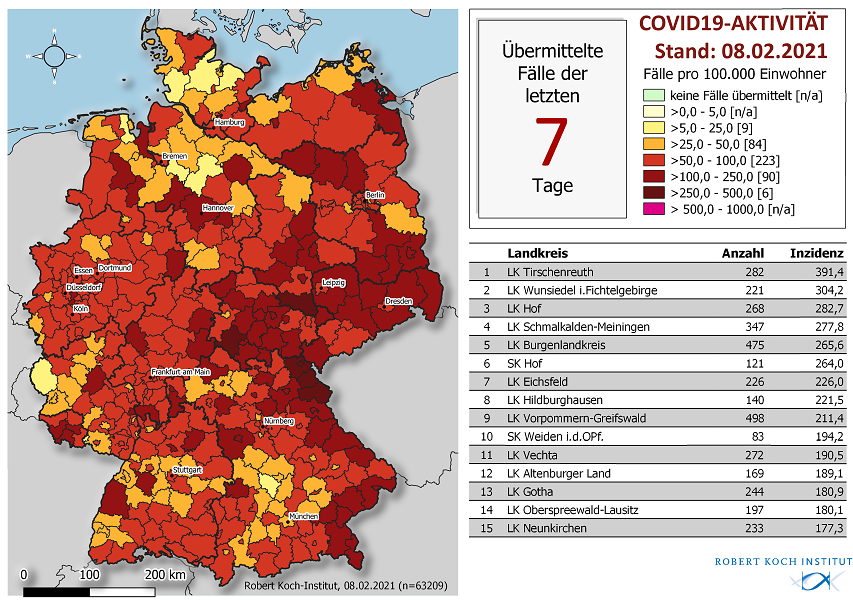 N
Hamburg
Bremen
Berlin
Hannover
Essen Dortmund
Düsseldorf
Köln
Leipzig
Dresden
Frankfurt am Main
Nürnberg
Stuttgart
München
0 100 200 km
Robert Koch-Institut, 08.02.2021 (n=63209)
Übermittelte
Fälle der
letzten
7
Tage
COVID19-AKTIVITÄT
Stand: 08.02.2021
Fälle pro 100.000 Einwohner
keine Fälle übermittelt [n/a]
>0,0 - 5,0 [n/a]
>5,0 - 25,0 [9]
>25,0 - 50,0 [84]
>50,0 - 100,0 [223]
>100,0 - 250,0 [90]
>250,0 - 500,0 [6]
> 500,0 - 1000,0 [n/a]
Landkreis Anzahl Inzidenz
1 LK Tirschenreuth 282 391,4
2 LK Wunsiedel i.Fichtelgebirge 221 304,2
3 LK Hof 268 282,7
4 LK Schmalkalden-Meiningen 347 277,8
5 LK Burgenlandkreis 475 265,6
6 SK Hof 121 264,0
7 LK Eichsfeld 226 226,0
8 LK Hildburghausen 140 221,5
9 LK Vorpommern-Greifswald 498 211,4
10 SK Weiden i.d.OPf. 83 194,2
11 LK Vechta 272 190,5
12 LK Altenburger Land 169 189,1
13 LK Gotha 244 180,9
14 LK Oberspreewald-Lausitz 197 180,1
15 LK Neunkirchen 233 177,3
ROBERT KOCH INSTITUT